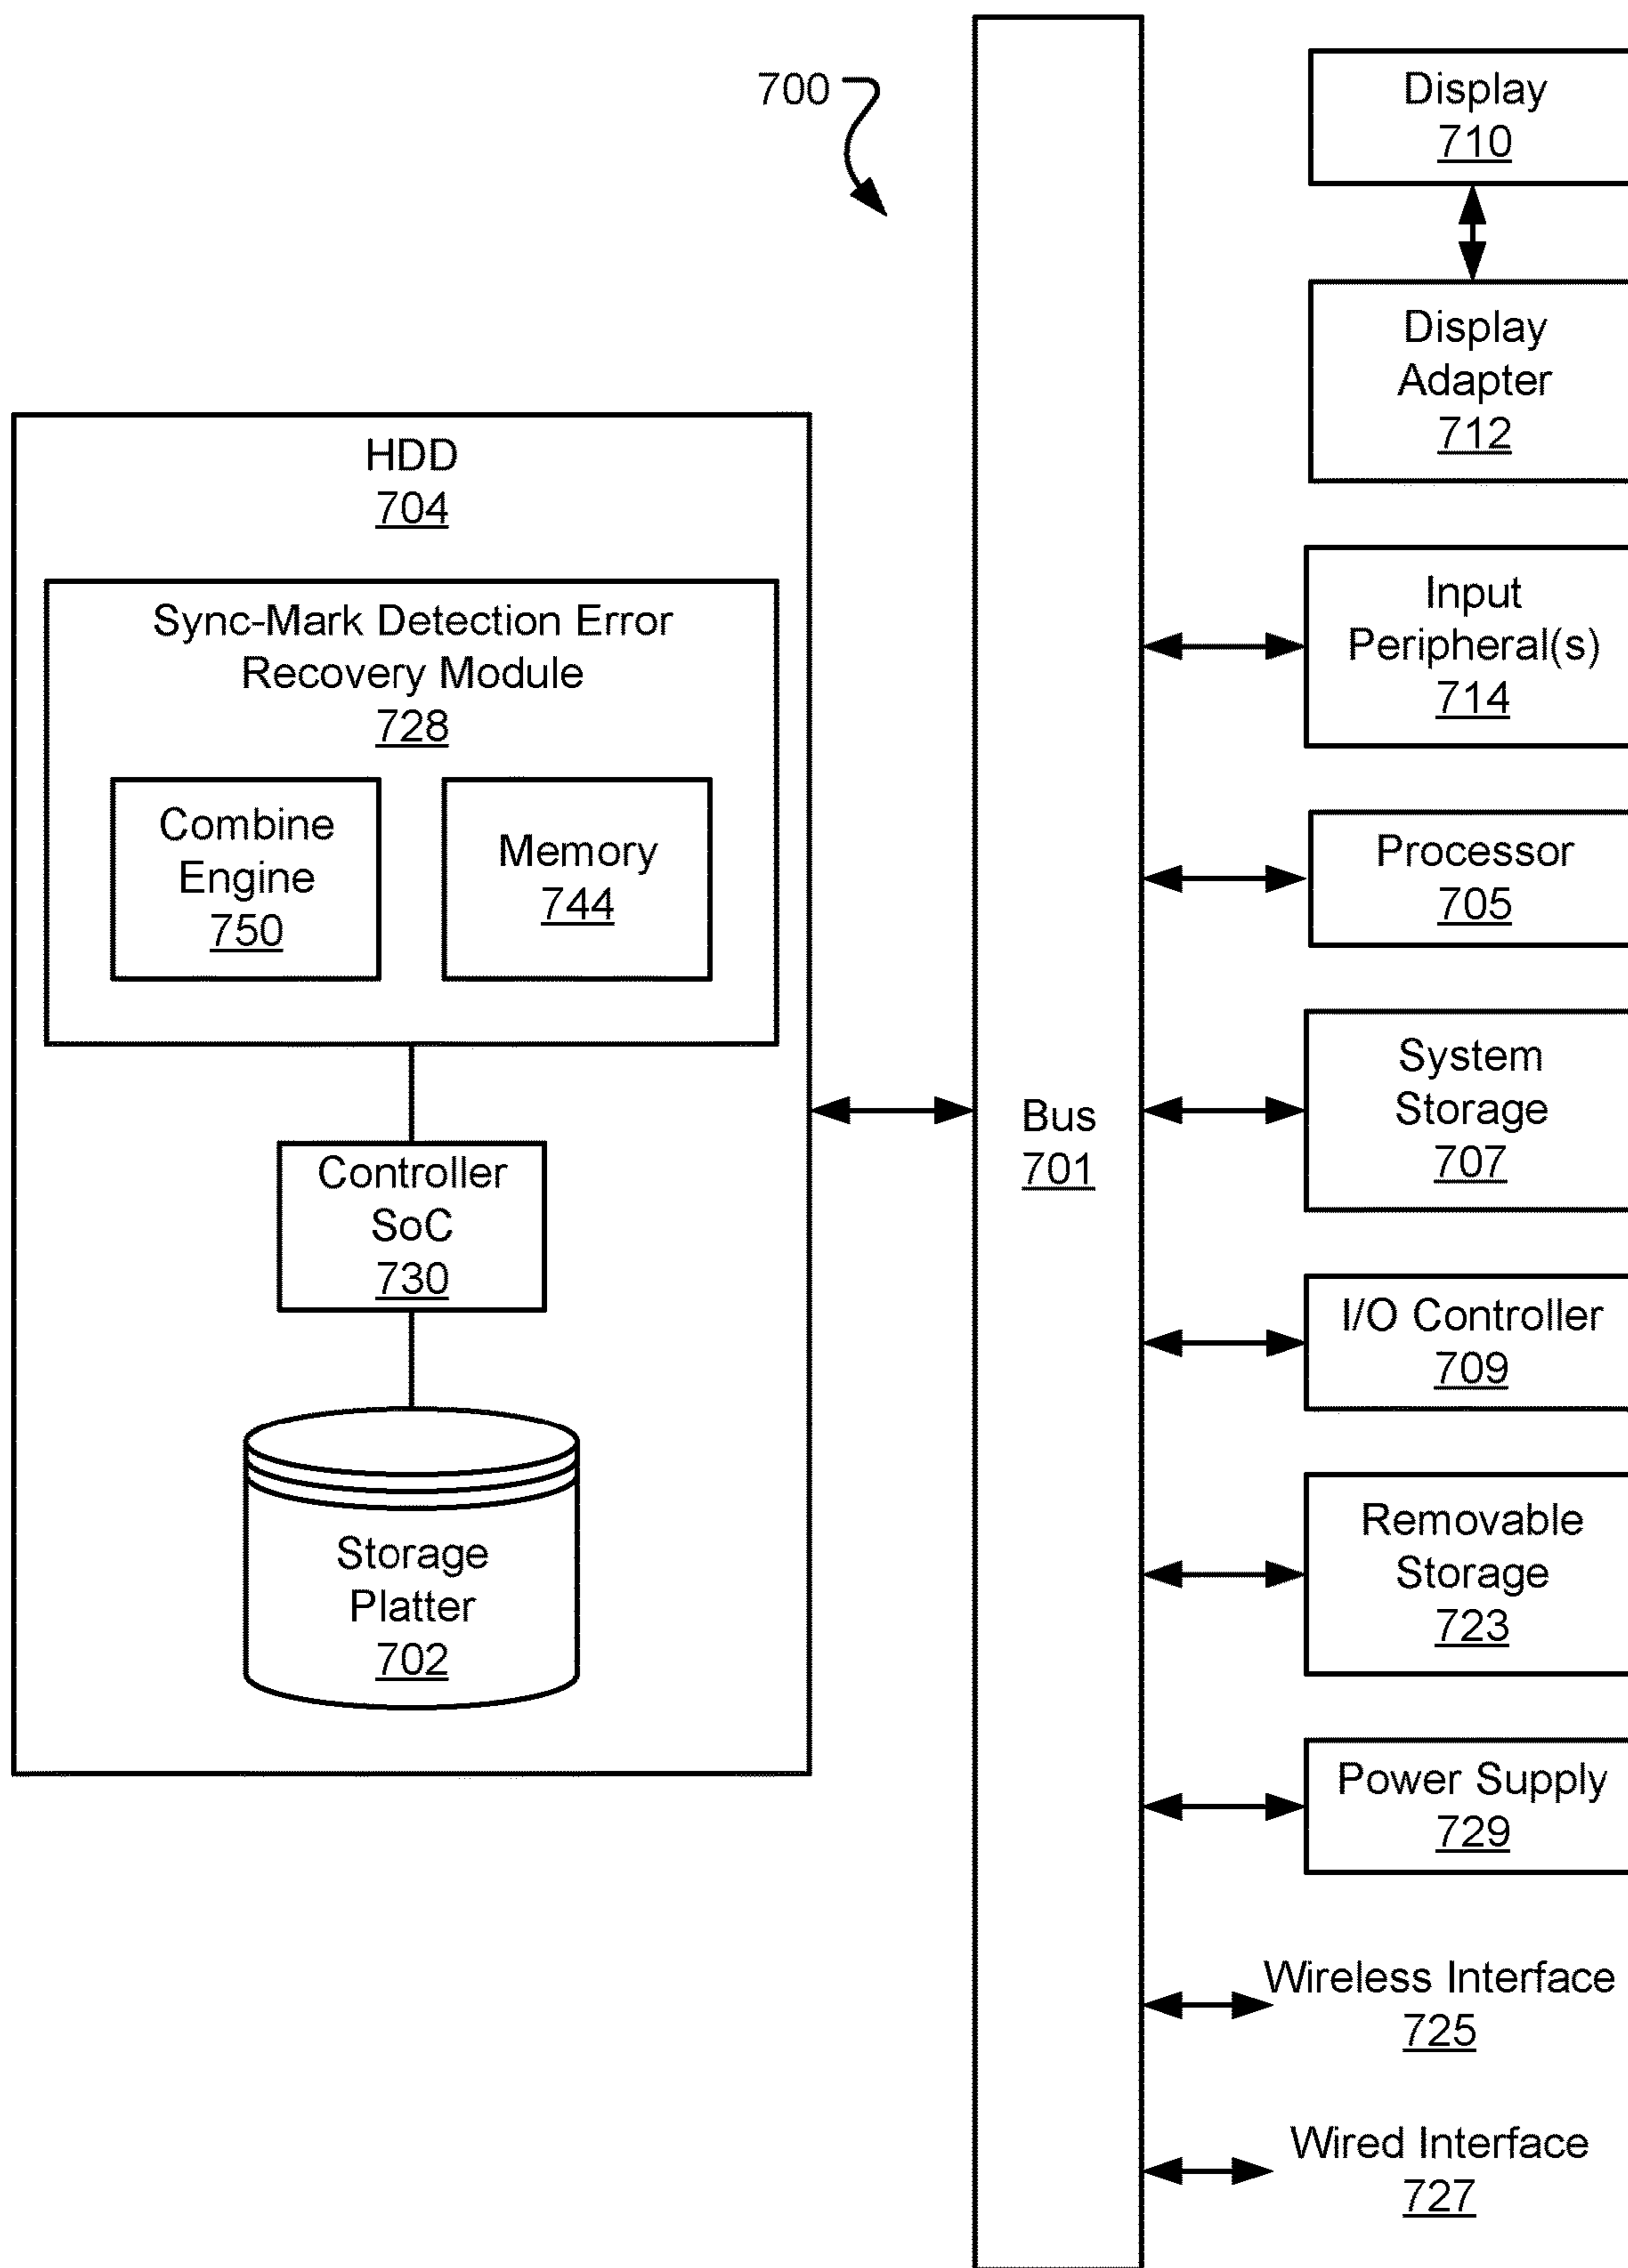 700
HDD
704
Sync-Mark Detection Error
Recovery Module
728
Combine
Engine
750
Memory
744
Controller
SoC
730
Storage
Platter
702
Bus
701
Display
710
Display
Adapter
712
Input
Peripheral(s)
714
Processor
705
System
Storage
707
I/O Controller
709
Removable
Storage
723
Power Supply
729
Wireless Interface
725
Wired Interface
727